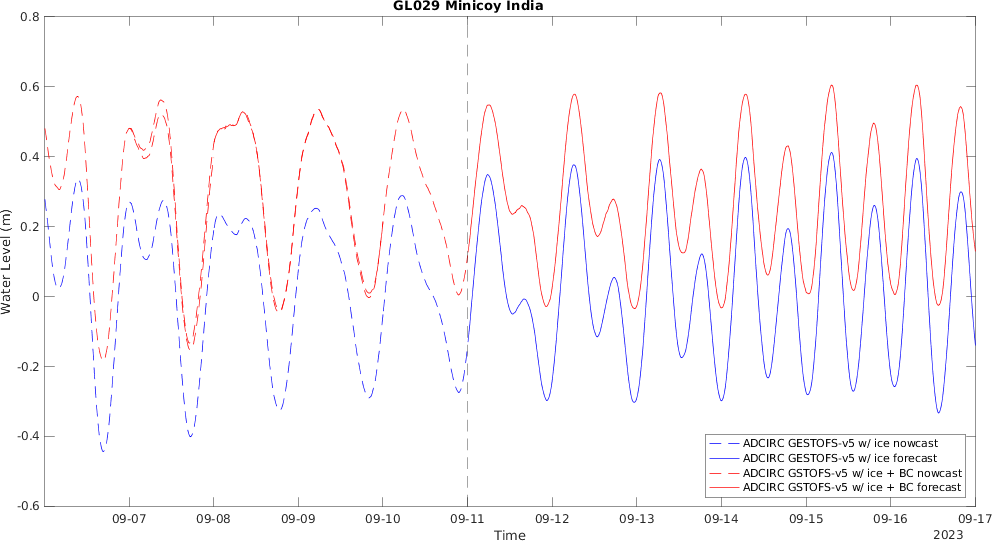 GL029 Minicoy India
0.8
0.6
0.4
0.2
0
-0.2
-0.4
-0.6
Water Level (m)
09-07 09-08 09-09 09-10 09-11 09-12 09-13 09-14 09-15 09-16 09-17
Time
2023
ADCIRC GESTOFS-v5 w/ ice nowcast
ADCIRC GESTOFS-v5 w/ ice forecast
ADCIRC GSTOFS-v5 w/ ice + BC nowcast
ADCIRC GSTOFS-v5 w/ ice + BC forecast